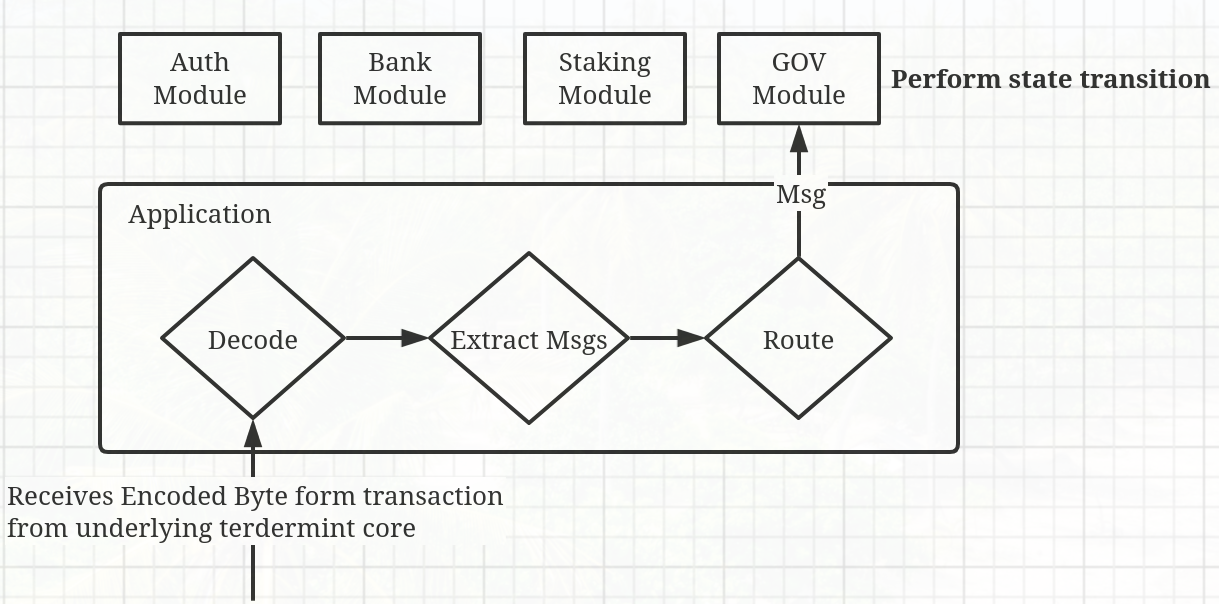 Auth
Module
Bank
Module
Staking
Module
GOV
Module
Perform state transition
Msg
Application
Decode
Extract Msgs
Route
Receives Encoded Byte form transaction
from underlying terdermint core